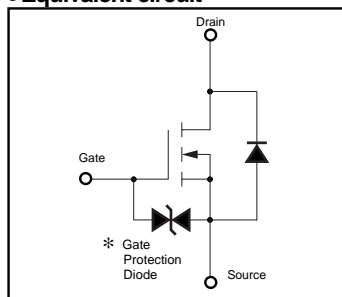 • Equivalent circuit
Drain
Gate
* Gate
Protection
Diode
Source